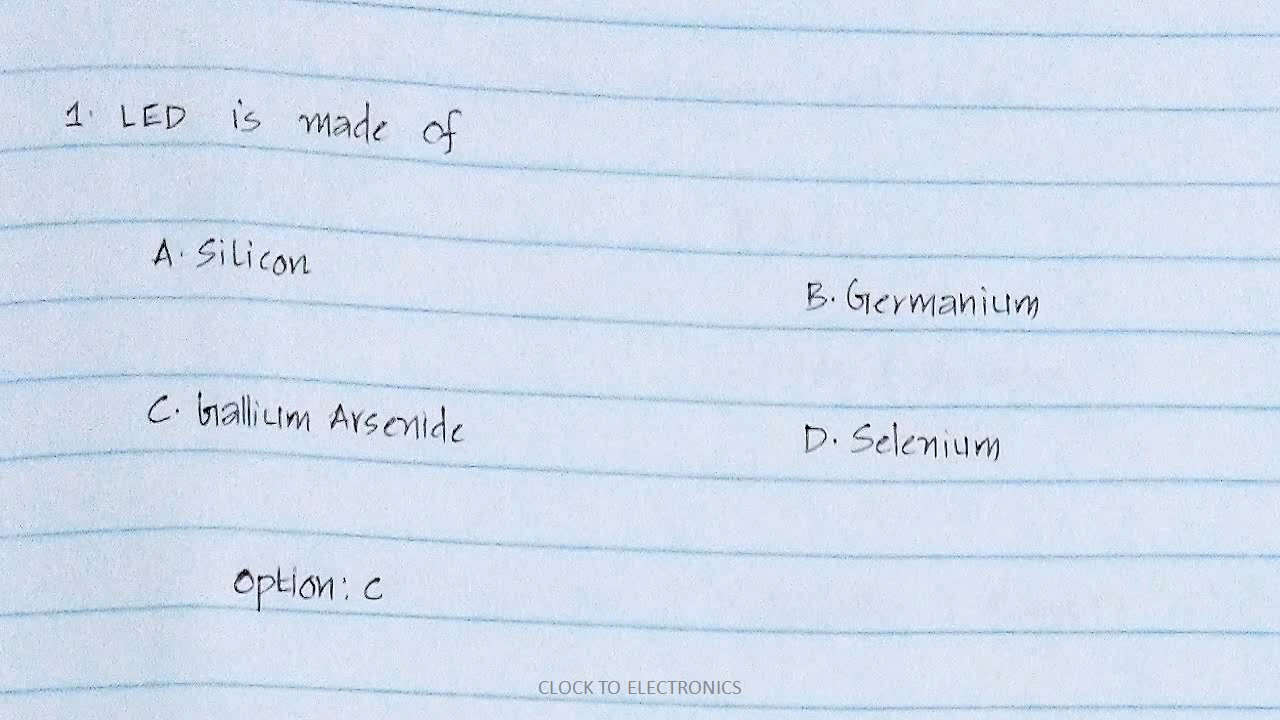 1. LED is made of
A. Silicon
B. Germanium
C. Gallium Arsenide
D. Selenium
Option: C
CLOCK TO ELECTRONICS